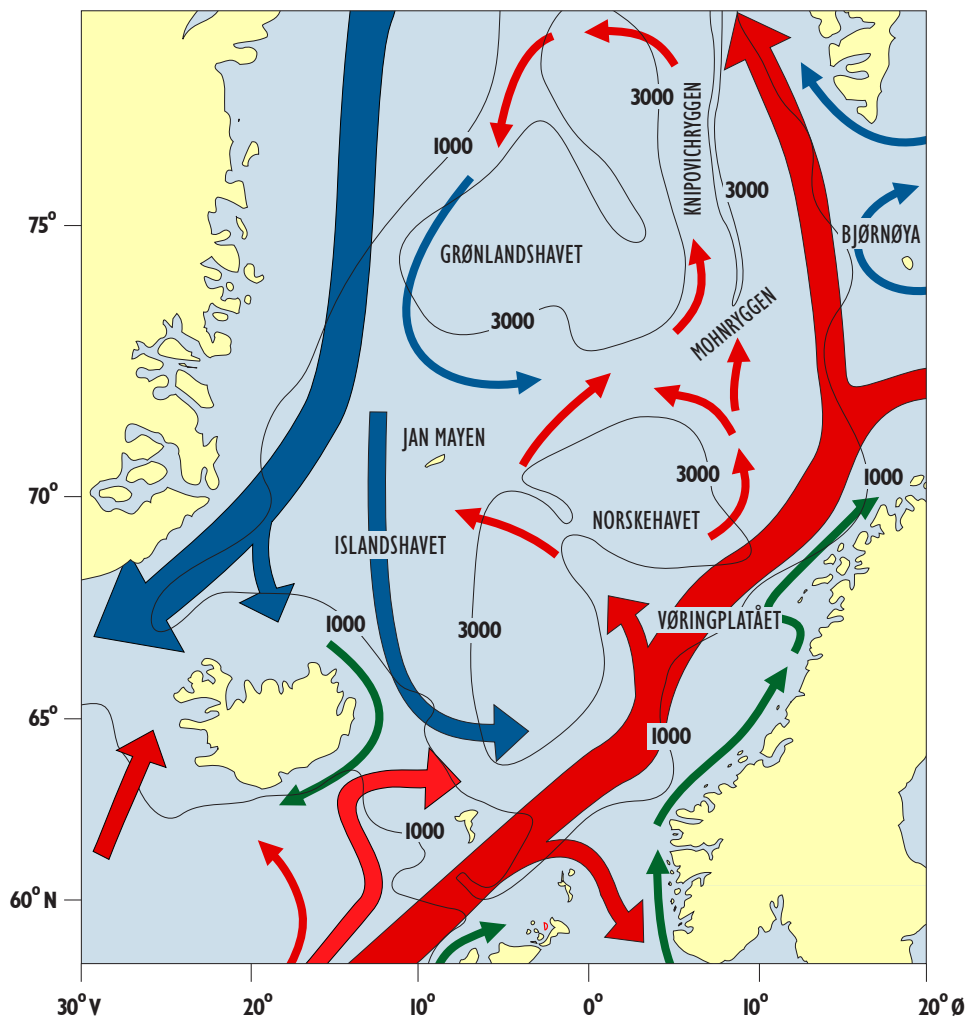 3000
KNIPOVICHRYGGEN
1000
3000
75°
BJØRNØYA
GRØNLANDSHAVET
3000
MOHNRYGGEN
JAN MAYEN
3000
1000
70°
NORSKEHAVET
ISLANDSHAVET
1000
VØRINGPLATÅET
3000
65°
1000
1000
60° N
30° V
20°
10°
0°
10°
20° Ø